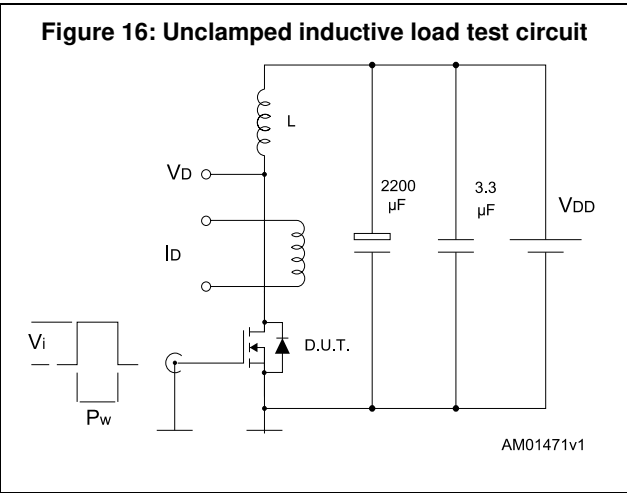 Figure 16: Unclamped inductive load test circuit
L
VD
2200
µF
3.3
µF
VDD
ID
Vi
D.U.T.
Pw
AM01471v1